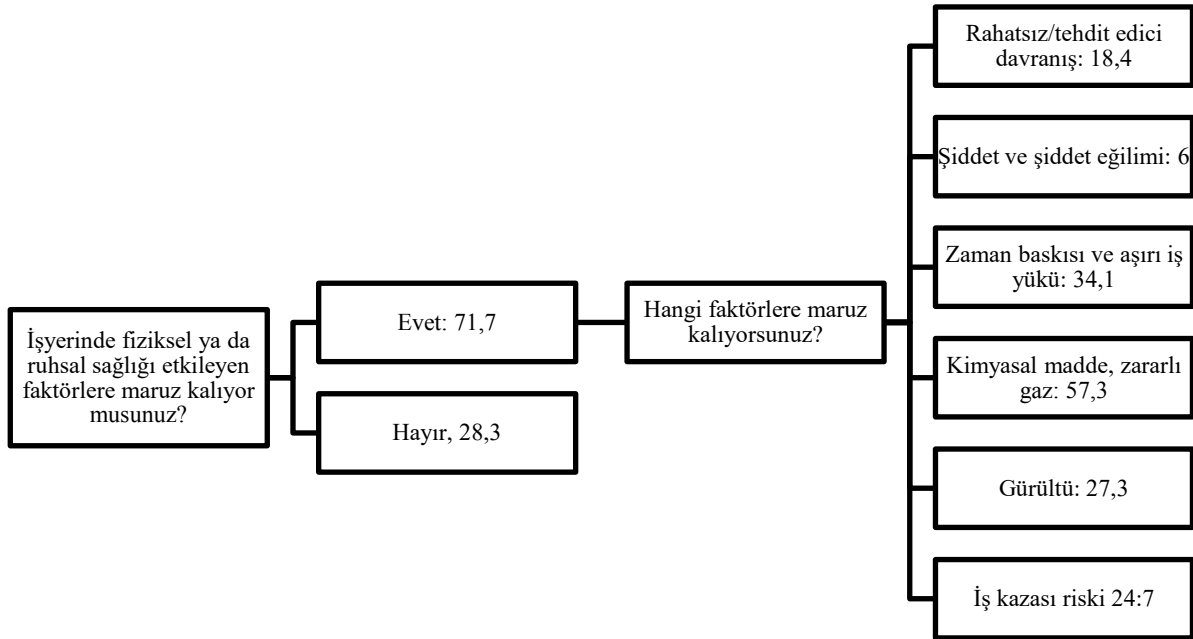 İşyerinde fiziksel ya da
ruhsal sağlığı etkileyen
faktörlere maruz kalıyor
musunuz?
Evet: 71,7
Hayır, 28,3
Hangi faktörlere maruz
kalıyorsunuz?
Rahatsız/tehdit edici
davranış: 18,4
Şiddet ve şiddet eğilimi: 6
Zaman baskısı ve aşırı iş
yükü: 34,1
Kimyasal madde, zararlı
gaz: 57,3
Gürültü: 27,3
İş kazası riski 24:7